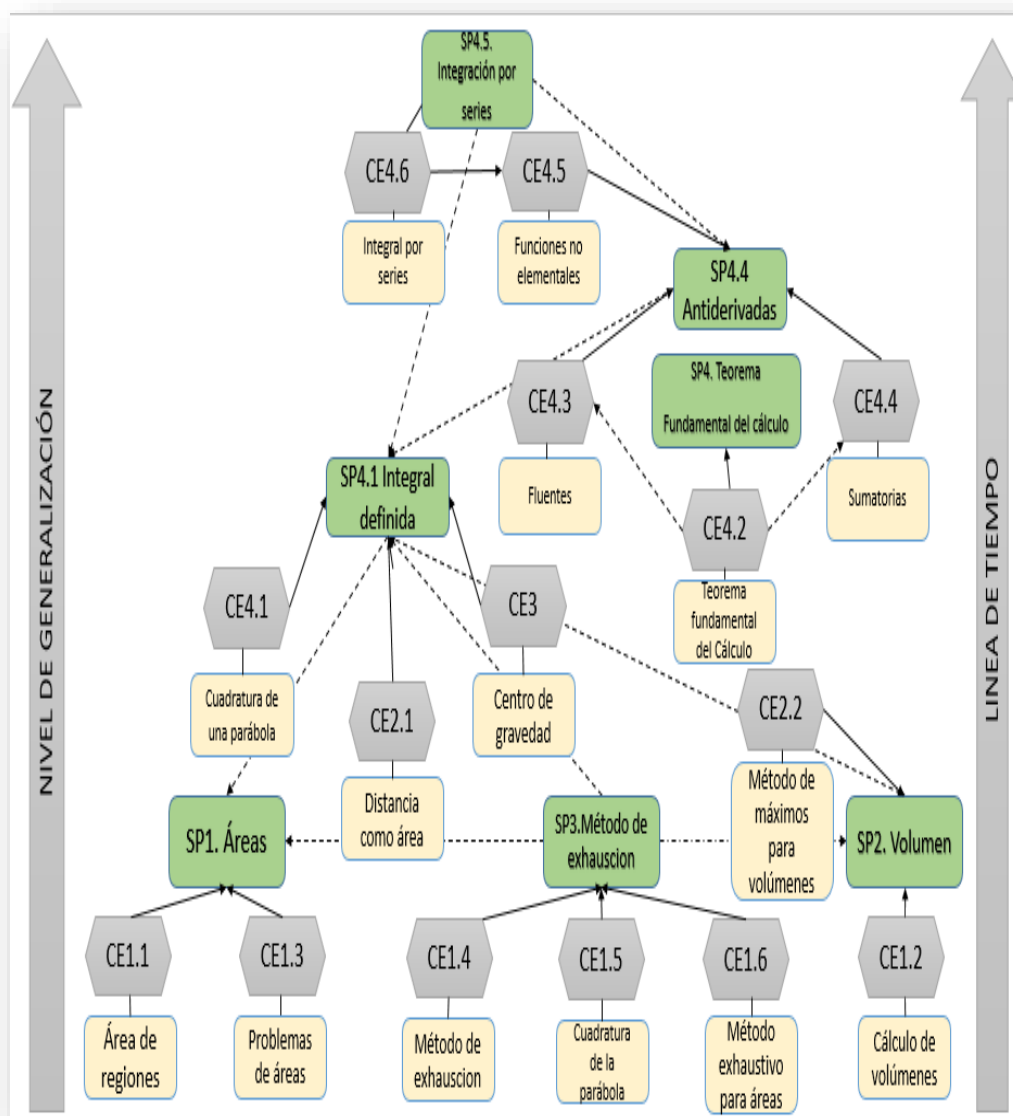 SP4.5.
Integración por
series
CE4.6
CE4.5
Integral por
series
Funciones no
elementales
SP4.4
Antiderivadas
CE4.3
SP4. Teorema
Fundamental del cálculo
CE4.4
SP4.1 Integral
definida
Fluentes
Sumatorias
CE4.2
CE4.1
CE3
Teorema
fundamental
del Cálculo
Cuadratura de
una parábola
CE2.1
Centro de
gravedad
CE2.2
Distancia
como área
Método de
máximos
para
volúmenes
SP1. Áreas
SP3.Método de
exhauscion
SP2. Volumen
CE1.1
CE1.3
CE1.4
CE1.5
CE1.6
CE1.2
Área de
regiones
Problemas
de áreas
Método de
exhauscion
Cuadratura
de la
parábola
Método
exhaustivo
para áreas
Cálculo de
volúmenes
NIVEL DE GENERALIZACIÓN
LINEA DE TIEMPO